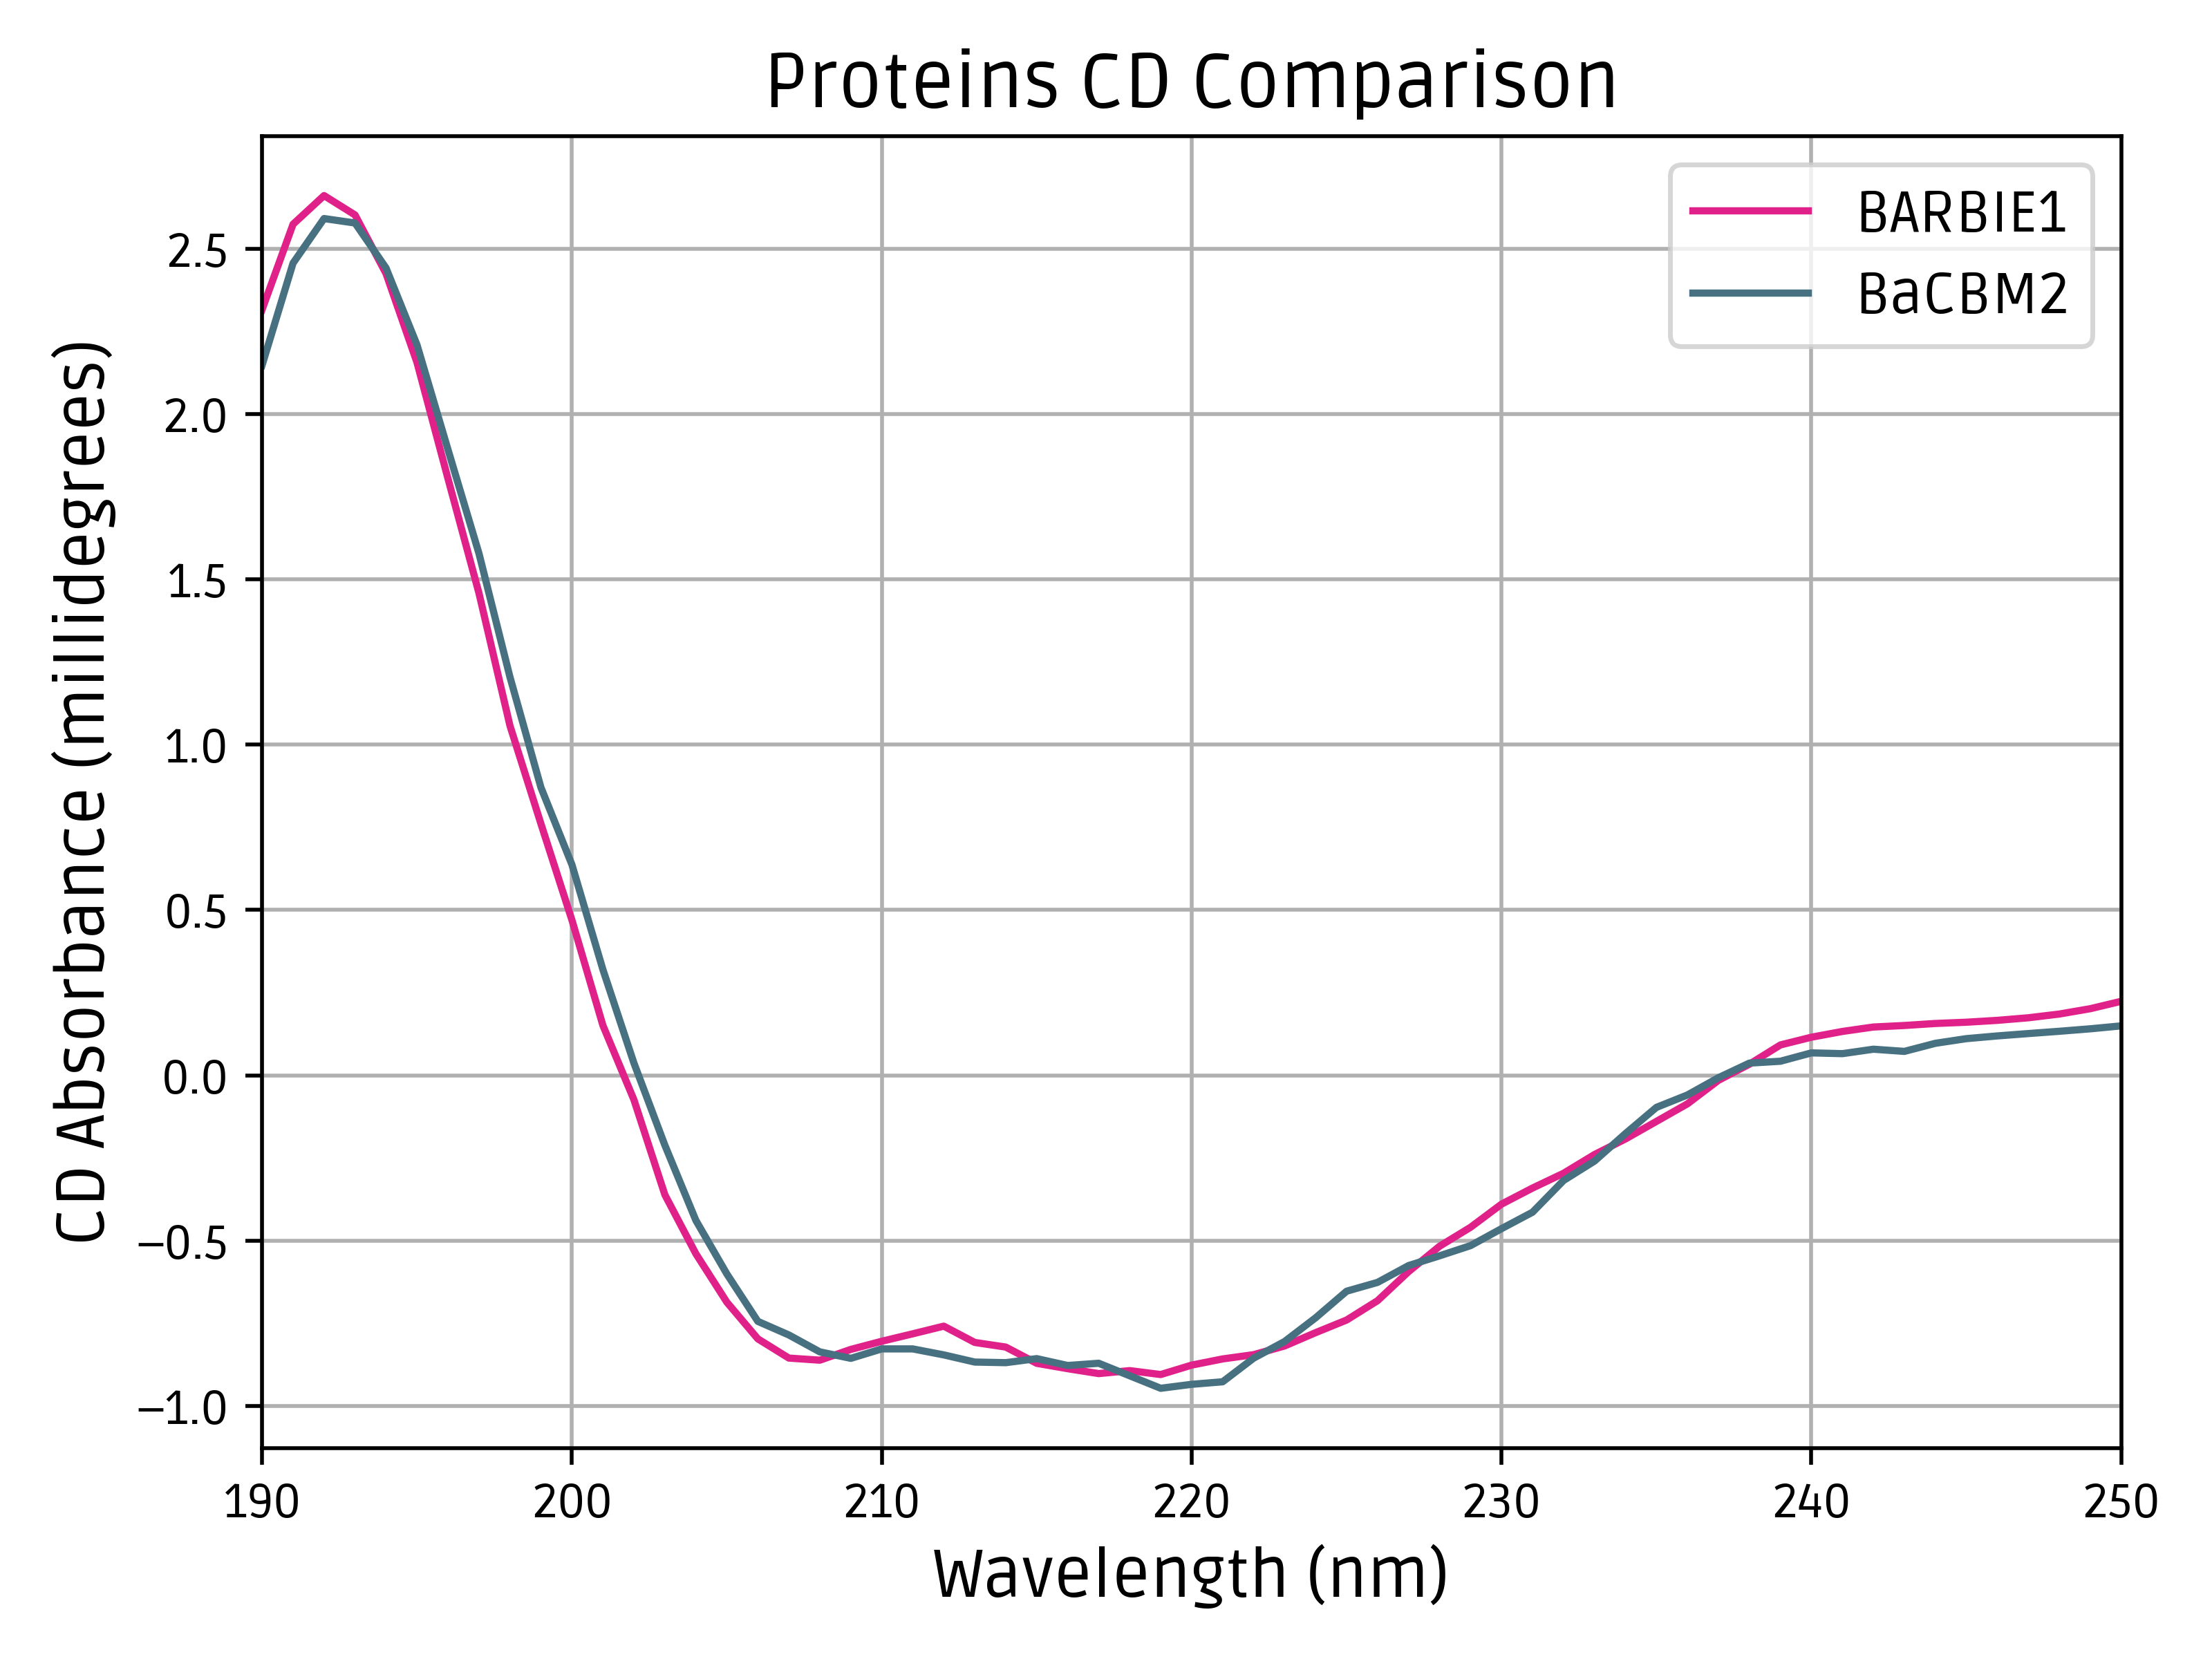 Proteins CD Comparison
BARBIE1
BaCBM2
CD Absorbance (millidegrees)
2.5
2.0
1.5
1.0
0.5
0.0
−0.5
−1.0
190 200 210 220 230 240 250
Wavelength (nm)